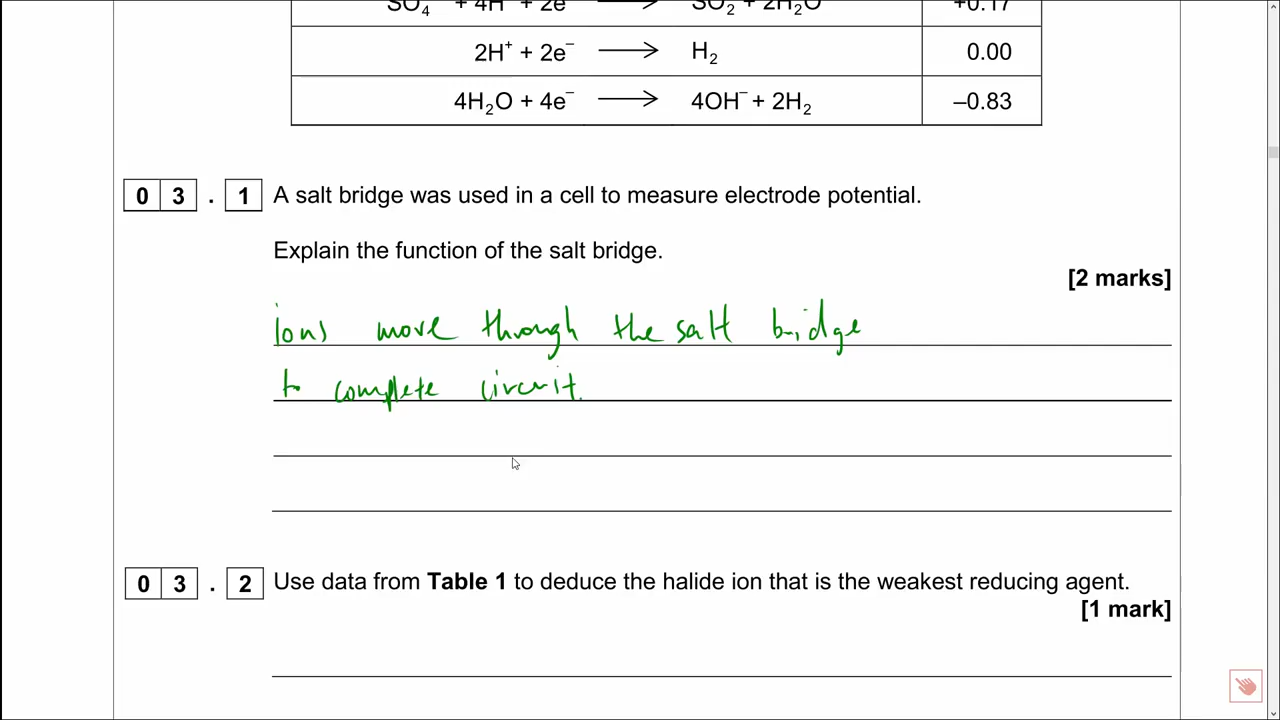 SO₄²⁻ + 4H⁺ + 2e⁻ ⟶ SO₂ + 2H₂O +0.17
2H⁺ + 2e⁻ ⟶ H₂ 0.00
4H₂O + 4e⁻ ⟶ 4OH⁻ + 2H₂ –0.83
0 3 . 1 A salt bridge was used in a cell to measure electrode potential.
Explain the function of the salt bridge.
[2 marks]
ions move through the salt bridge
to complete circuit.
0 3 . 2 Use data from Table 1 to deduce the halide ion that is the weakest reducing agent.
[1 mark]